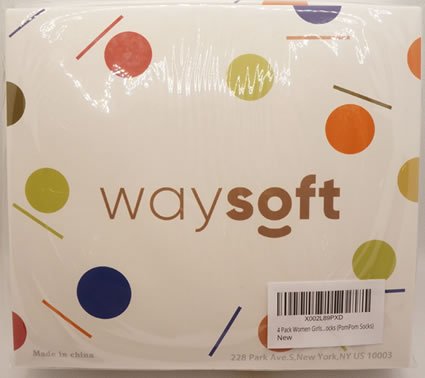 waysoft
X002L89PXD
4 Pack Women Girls...ocks (PomPom Socks)
New
Made in china
228 Park Ave.S,New York,NY US 10003